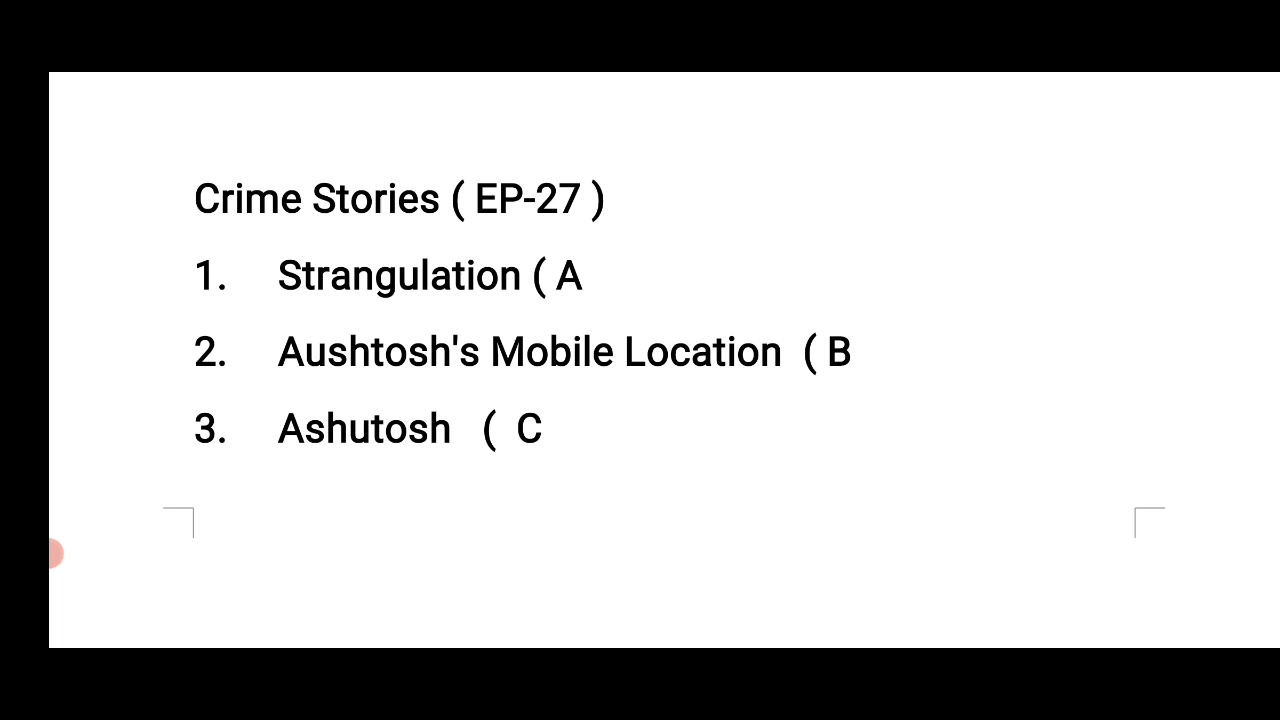 Crime Stories ( EP-27 )
1. Strangulation ( A
2. Aushtosh's Mobile Location ( B
3. Ashutosh ( C